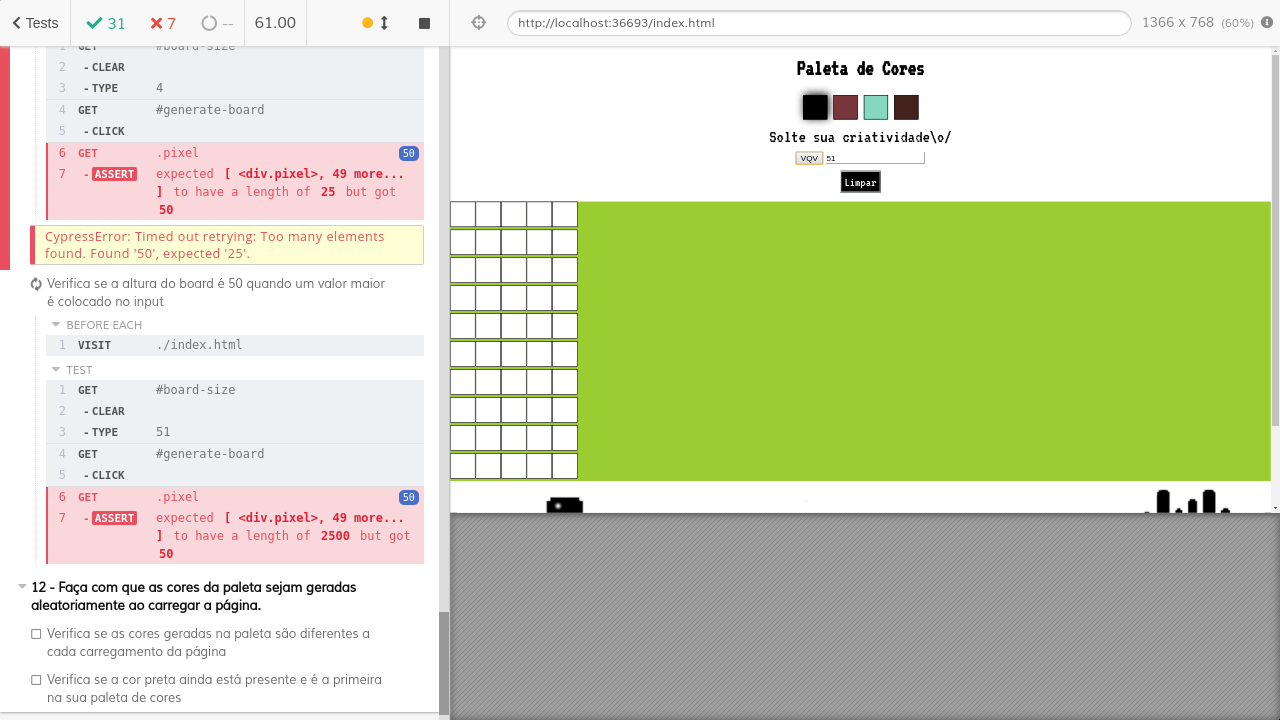 Tests 31 7 -- 61.00
http://localhost:36693/index.html 1366 x 768 (60%)
1 GET #board-size
2 - CLEAR
3 - TYPE 4
4 GET #generate-board
5 - CLICK
6 GET .pixel 50
7 - ASSERT expected [ <div.pixel>, 49 more...
] to have a length of 25 but got
50
CypressError: Timed out retrying: Too many elements
found. Found '50', expected '25'.
Verifica se a altura do board é 50 quando um valor maior
é colocado no input
BEFORE EACH
1 VISIT ./index.html
TEST
1 GET #board-size
2 - CLEAR
3 - TYPE 51
4 GET #generate-board
5 - CLICK
6 GET .pixel 50
7 - ASSERT expected [ <div.pixel>, 49 more...
] to have a length of 2500 but got
50
12 - Faça com que as cores da paleta sejam geradas
aleatoriamente ao carregar a página.
Verifica se as cores geradas na paleta são diferentes a
cada carregamento da página
Verifica se a cor preta ainda está presente e é a primeira
na sua paleta de cores
Paleta de Cores
Solte sua criatividade\o/
VQV 51
Limpar